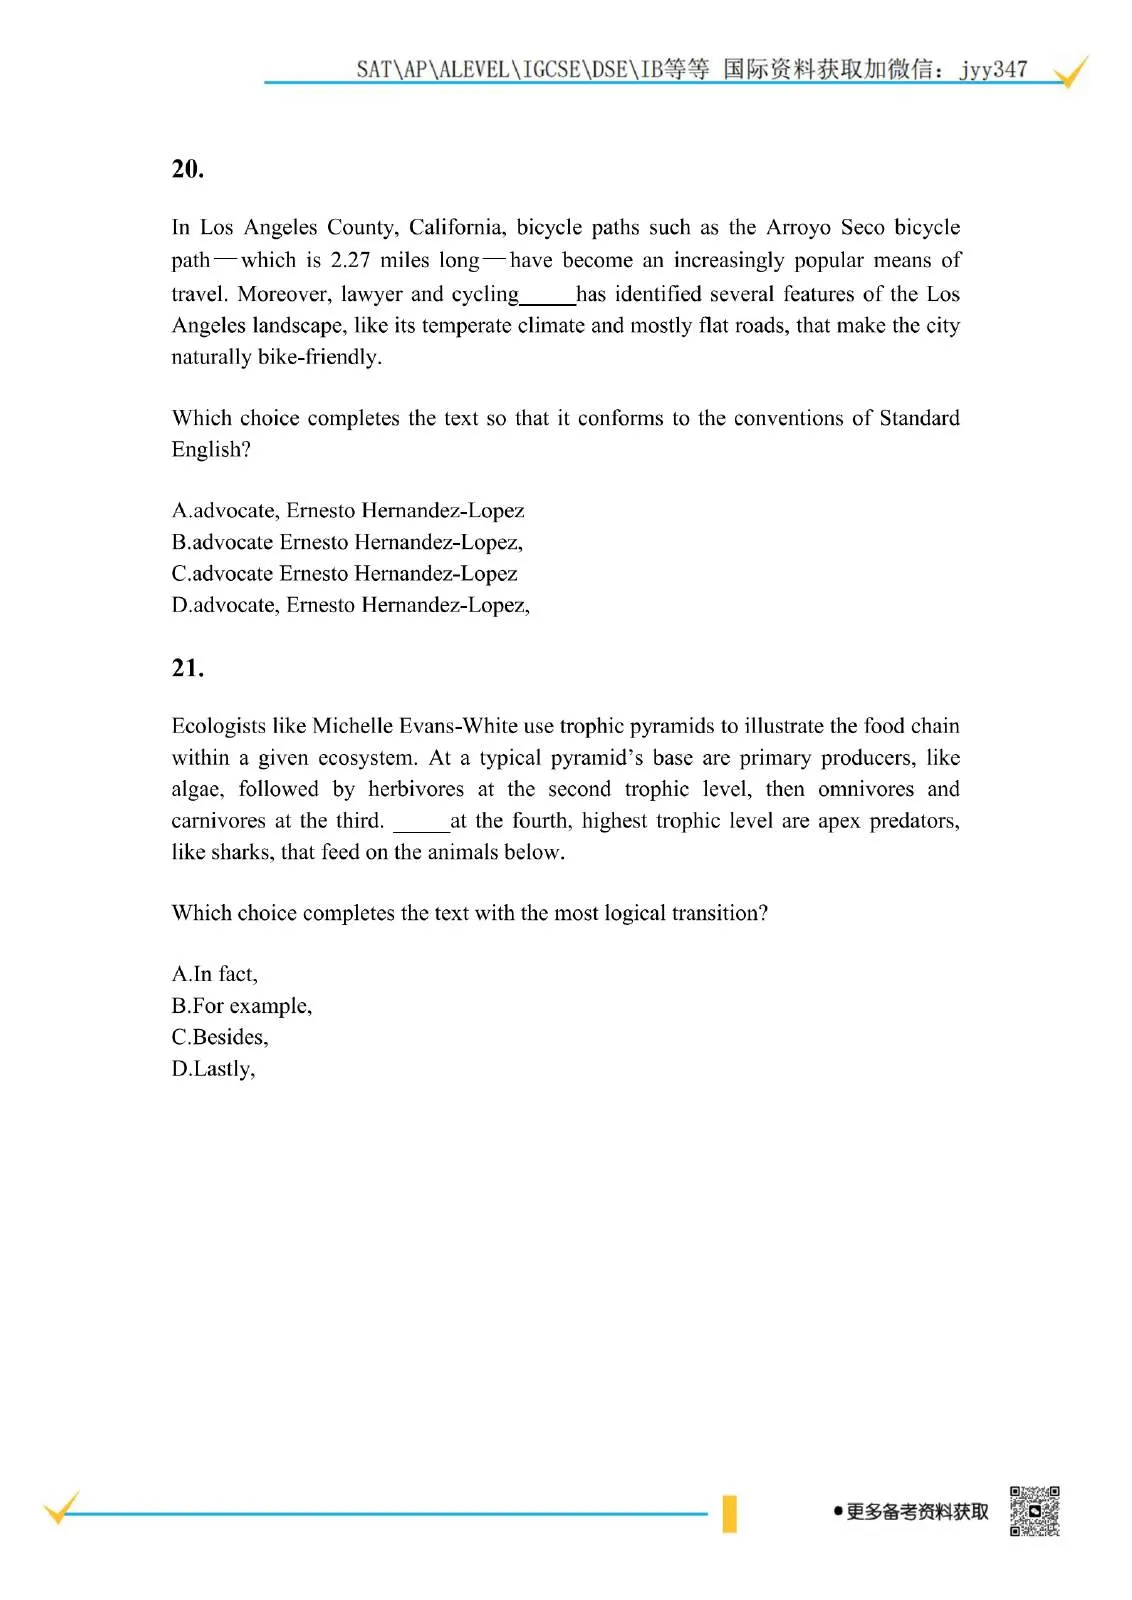 SAT\AP\ALEVEL\IGCSE\DSE\IB等等 国际资料获取加微信：jyy347
20.
In Los Angeles County, California, bicycle paths such as the Arroyo Seco bicycle
path—which is 2.27 miles long—have become an increasingly popular means of
travel. Moreover, lawyer and cycling_____has identified several features of the Los
Angeles landscape, like its temperate climate and mostly flat roads, that make the city
naturally bike-friendly.
Which choice completes the text so that it conforms to the conventions of Standard
English?
A.advocate, Ernesto Hernandez-Lopez
B.advocate Ernesto Hernandez-Lopez,
C.advocate Ernesto Hernandez-Lopez
D.advocate, Ernesto Hernandez-Lopez,
21.
Ecologists like Michelle Evans-White use trophic pyramids to illustrate the food chain
within a given ecosystem. At a typical pyramid’s base are primary producers, like
algae, followed by herbivores at the second trophic level, then omnivores and
carnivores at the third. _____at the fourth, highest trophic level are apex predators,
like sharks, that feed on the animals below.
Which choice completes the text with the most logical transition?
A.In fact,
B.For example,
C.Besides,
D.Lastly,
●更多备考资料获取